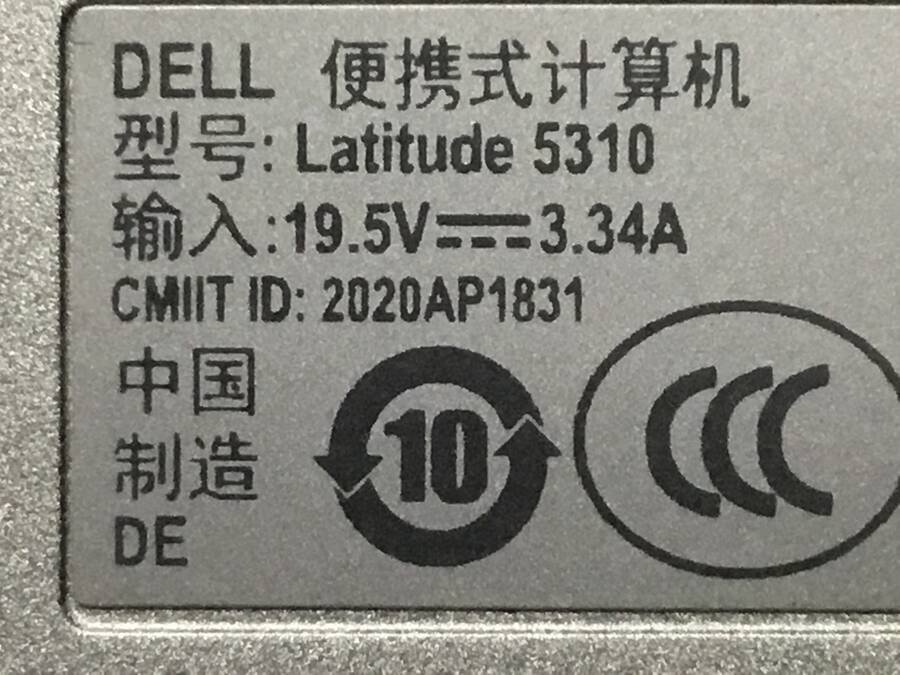 DELL 便携式计算机
型号: Latitude 5310
输入:19.5V⎓3.34A
CMIIT ID: 2020AP1831
中国
制造
DE
10
CCC